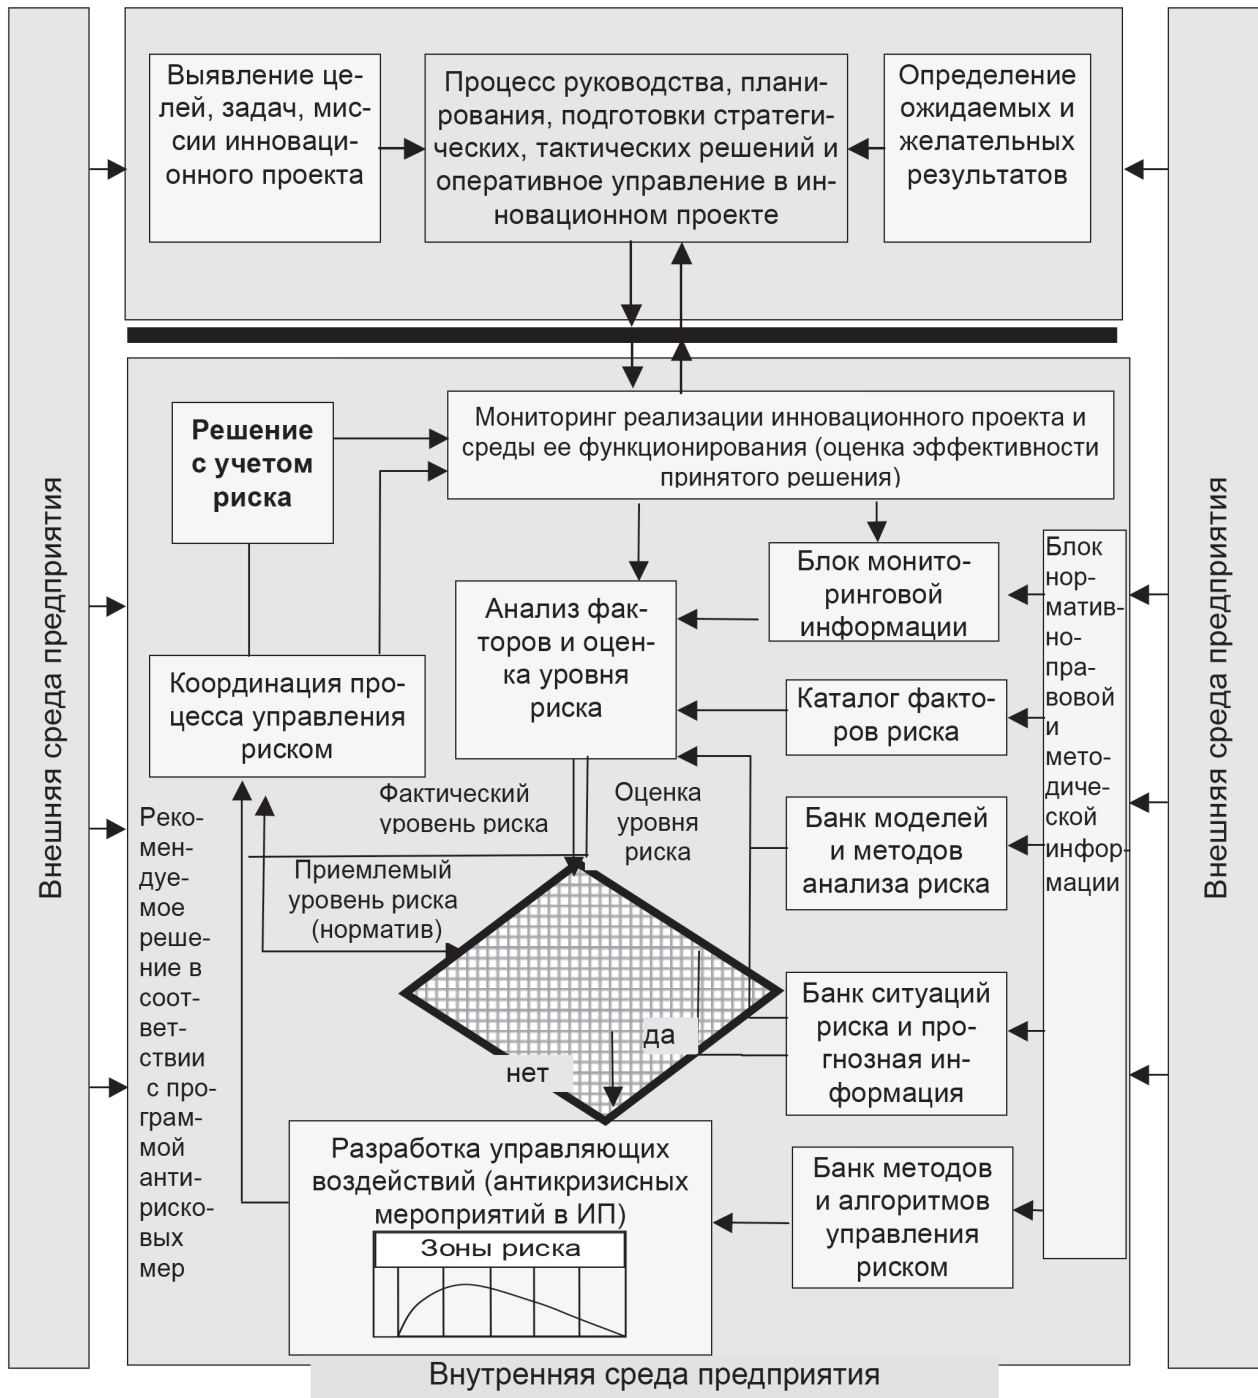 Внешняя среда предприятия
Выявление це-
лей, задач, мис-
сии инноваци-
онного проекта
Процесс руководства, плани-
рования, подготовки стратеги-
ческих, тактических решений и
оперативное управление в ин-
новационном проекте
Определение
ожидаемых и
желательных
результатов
Внешняя среда предприятия
Решение
с учетом
риска
Мониторинг реализации инновационного проекта и
среды ее функционирования (оценка эффективности
принятого решения)
Блок
нор-
матив-
но-
пра-
вовой
и
мето-
диче-
ской
инфор-
мации
Блок монито-
ринговой
информации
Анализ фак-
торов и оцен-
ка уровня
риска
Координация про-
цесса управления
риском
Каталог факто-
ров риска
Фактический
уровень риска
Оценка
уровня
риска
Реко-
мен-
дуе-
мое
реше-
ние в
соот-
вет-
ствии
с про-
грам-
мой
анти-
риско-
вых
мер
Приемлемый
уровень риска
(норматив)
Банк моделей
и методов
анализа риска
Банк ситуаций
риска и про-
гнозная ин-
формация
да
нет
Разработка управляющих
воздействий (антикризисных
мероприятий в ИП)
Зоны риска
Банк методов
и алгоритмов
управления
риском
Внутренняя среда предприятия